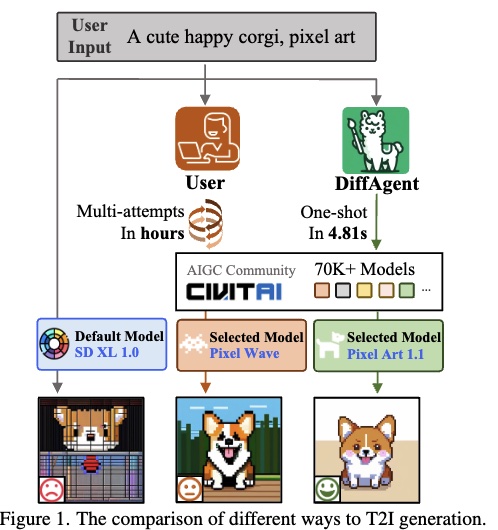 User
Input
A cute happy corgi, pixel art
User
DiffAgent
Multi-attempts
In hours
One-shot
In 4.81s
AIGC Community
CIVITAI
70K+ Models
...
Default Model
SD XL 1.0
Selected Model
Pixel Wave
Selected Model
Pixel Art 1.1
Figure 1. The comparison of different ways to T2I generation.